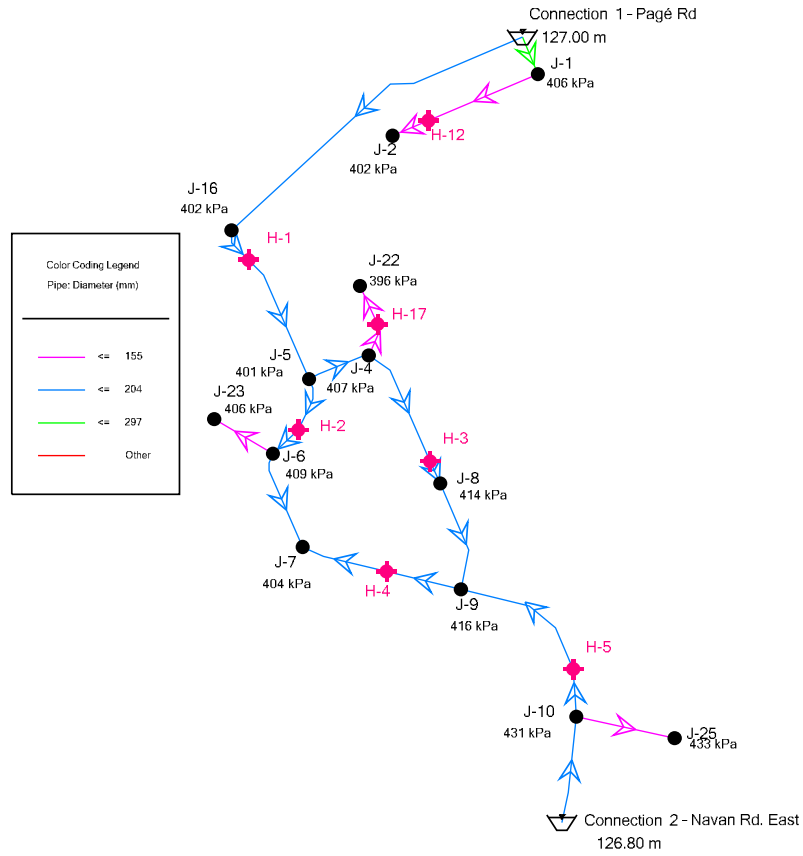 Connection 1 - Pagé Rd
127.00 m
J-1
406 kPa
H-12
J-2
402 kPa
J-16
402 kPa
H-1
Color Coding Legend
Pipe: Diameter (mm)
<= 155
<= 204
<= 297
Other
J-22
396 kPa
H-17
J-5
401 kPa
J-4
407 kPa
J-23
406 kPa
H-2
J-6
409 kPa
H-3
J-8
414 kPa
J-7
404 kPa
H-4
J-9
416 kPa
H-5
J-10
431 kPa
J-25
433 kPa
Connection 2 - Navan Rd. East
126.80 m